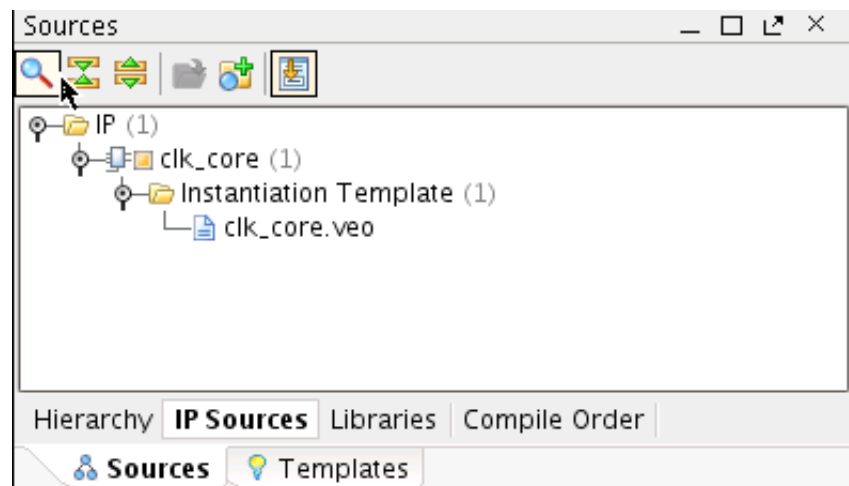 Sources
IP (1)
clk_core (1)
Instantiation Template (1)
clk_core.veo
Hierarchy IP Sources Libraries Compile Order
Sources Templates